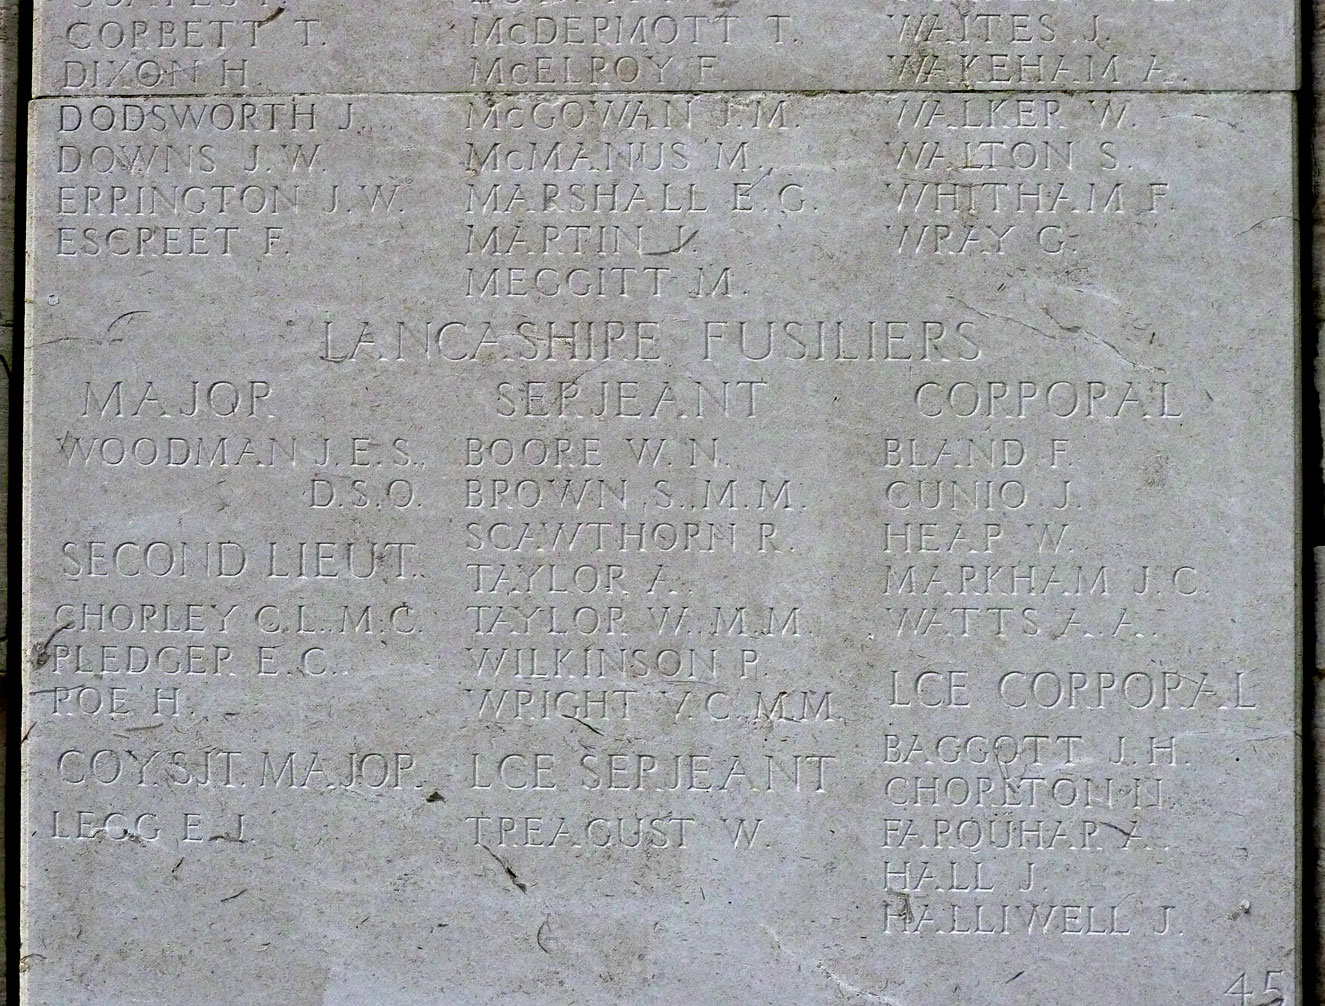 CORBETT T.
DIXON H.
DODSWORTH J.
DOWNS J.W.
ERRINGTON J.W.
ESCREET F.
McDERMOTT T.
McELROY F.
McGOWAN J.M.
McMANUS M.
MARSHALL E.G.
MARTIN J.
MEGGITT M.
WAITES J.
WAKEHAM A.
WALKER W.
WALTON S.
WHITHAM F.
WRAY G.
LANCASHIRE FUSILIERS
MAJOR
WOODMAN J.E.S.,
D.S.O.
SECOND LIEUT.
CHORLEY C.L., M.C.
PLEDGER E.C.
ROE H.
COY.SJT. MAJOR
LEGG E.J.
SERJEANT
BOORE W.N.
BROWN S., M.M.
SCAWTHORN R.
TAYLOR A.
TAYLOR W., M.M.
WILKINSON P.
WRIGHT V.C., M.M.
LCE SERJEANT
TREAGUST W.
CORPORAL
BLAND F.
CUNIO J.
HEAP W.
MARKHAM J.C.
WATTS A.A.
LCE CORPORAL
BAGGOTT J.H.
CHORLTON
FARQUHAR A.
HALL J.
HALLIWELL J.
45